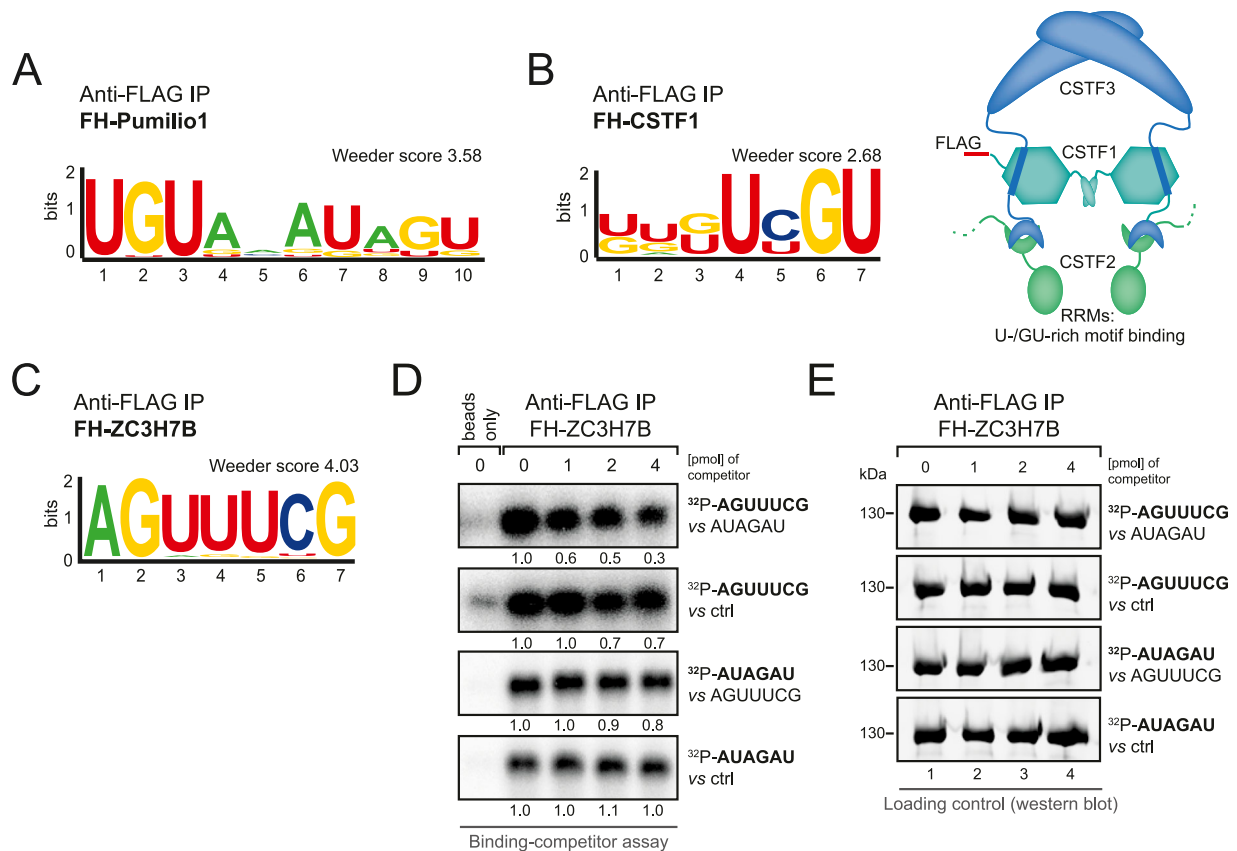 A
Anti-FLAG IP
FH-Pumilio1
Weeder score 3.58
2
1
0
bits
UGUA AUAGU
1 2 3 4 5 6 7 8 9 10
B
Anti-FLAG IP
FH-CSTF1
Weeder score 2.68
2
1
0
bits
UUGUCGU
GGU U
1 2 3 4 5 6 7
CSTF3
FLAG
CSTF1
CSTF2
RRMs:
U-/GU-rich motif binding
C
Anti-FLAG IP
FH-ZC3H7B
Weeder score 4.03
2
1
0
bits
AGUUUCG
1 2 3 4 5 6 7
D
beads
only
Anti-FLAG IP
FH-ZC3H7B
0 0 1 2 4 [pmol] of
competitor
³²P-AGUUUCG
vs AUAGAU
1.0 0.6 0.5 0.3
³²P-AGUUUCG
vs ctrl
1.0 1.0 0.7 0.7
³²P-AUAGAU
vs AGUUUCG
1.0 1.0 0.9 0.8
³²P-AUAGAU
vs ctrl
1.0 1.0 1.1 1.0
Binding-competitor assay
E
Anti-FLAG IP
FH-ZC3H7B
kDa 0 1 2 4 [pmol] of
competitor
130
³²P-AGUUUCG
vs AUAGAU
130
³²P-AGUUUCG
vs ctrl
130
³²P-AUAGAU
vs AGUUUCG
130
³²P-AUAGAU
vs ctrl
1 2 3 4
Loading control (western blot)